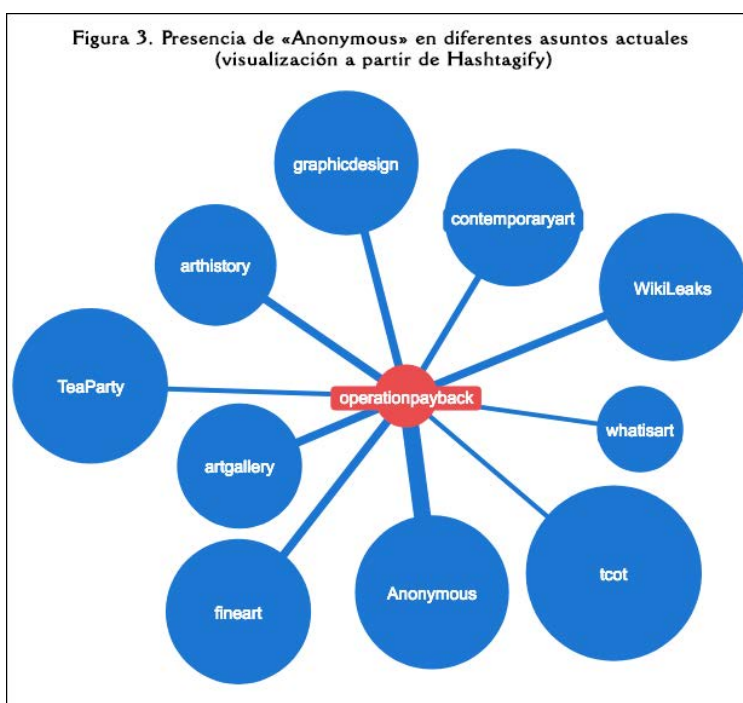 Figura 3. Presencia de «Anonymous» en diferentes asuntos actuales
(visualización a partir de Hashtagify)
graphicdesign
contemporaryart
arthistory
WikiLeaks
TeaParty
operationpayback
whatisart
artgallery
tcot
Anonymous
fineart